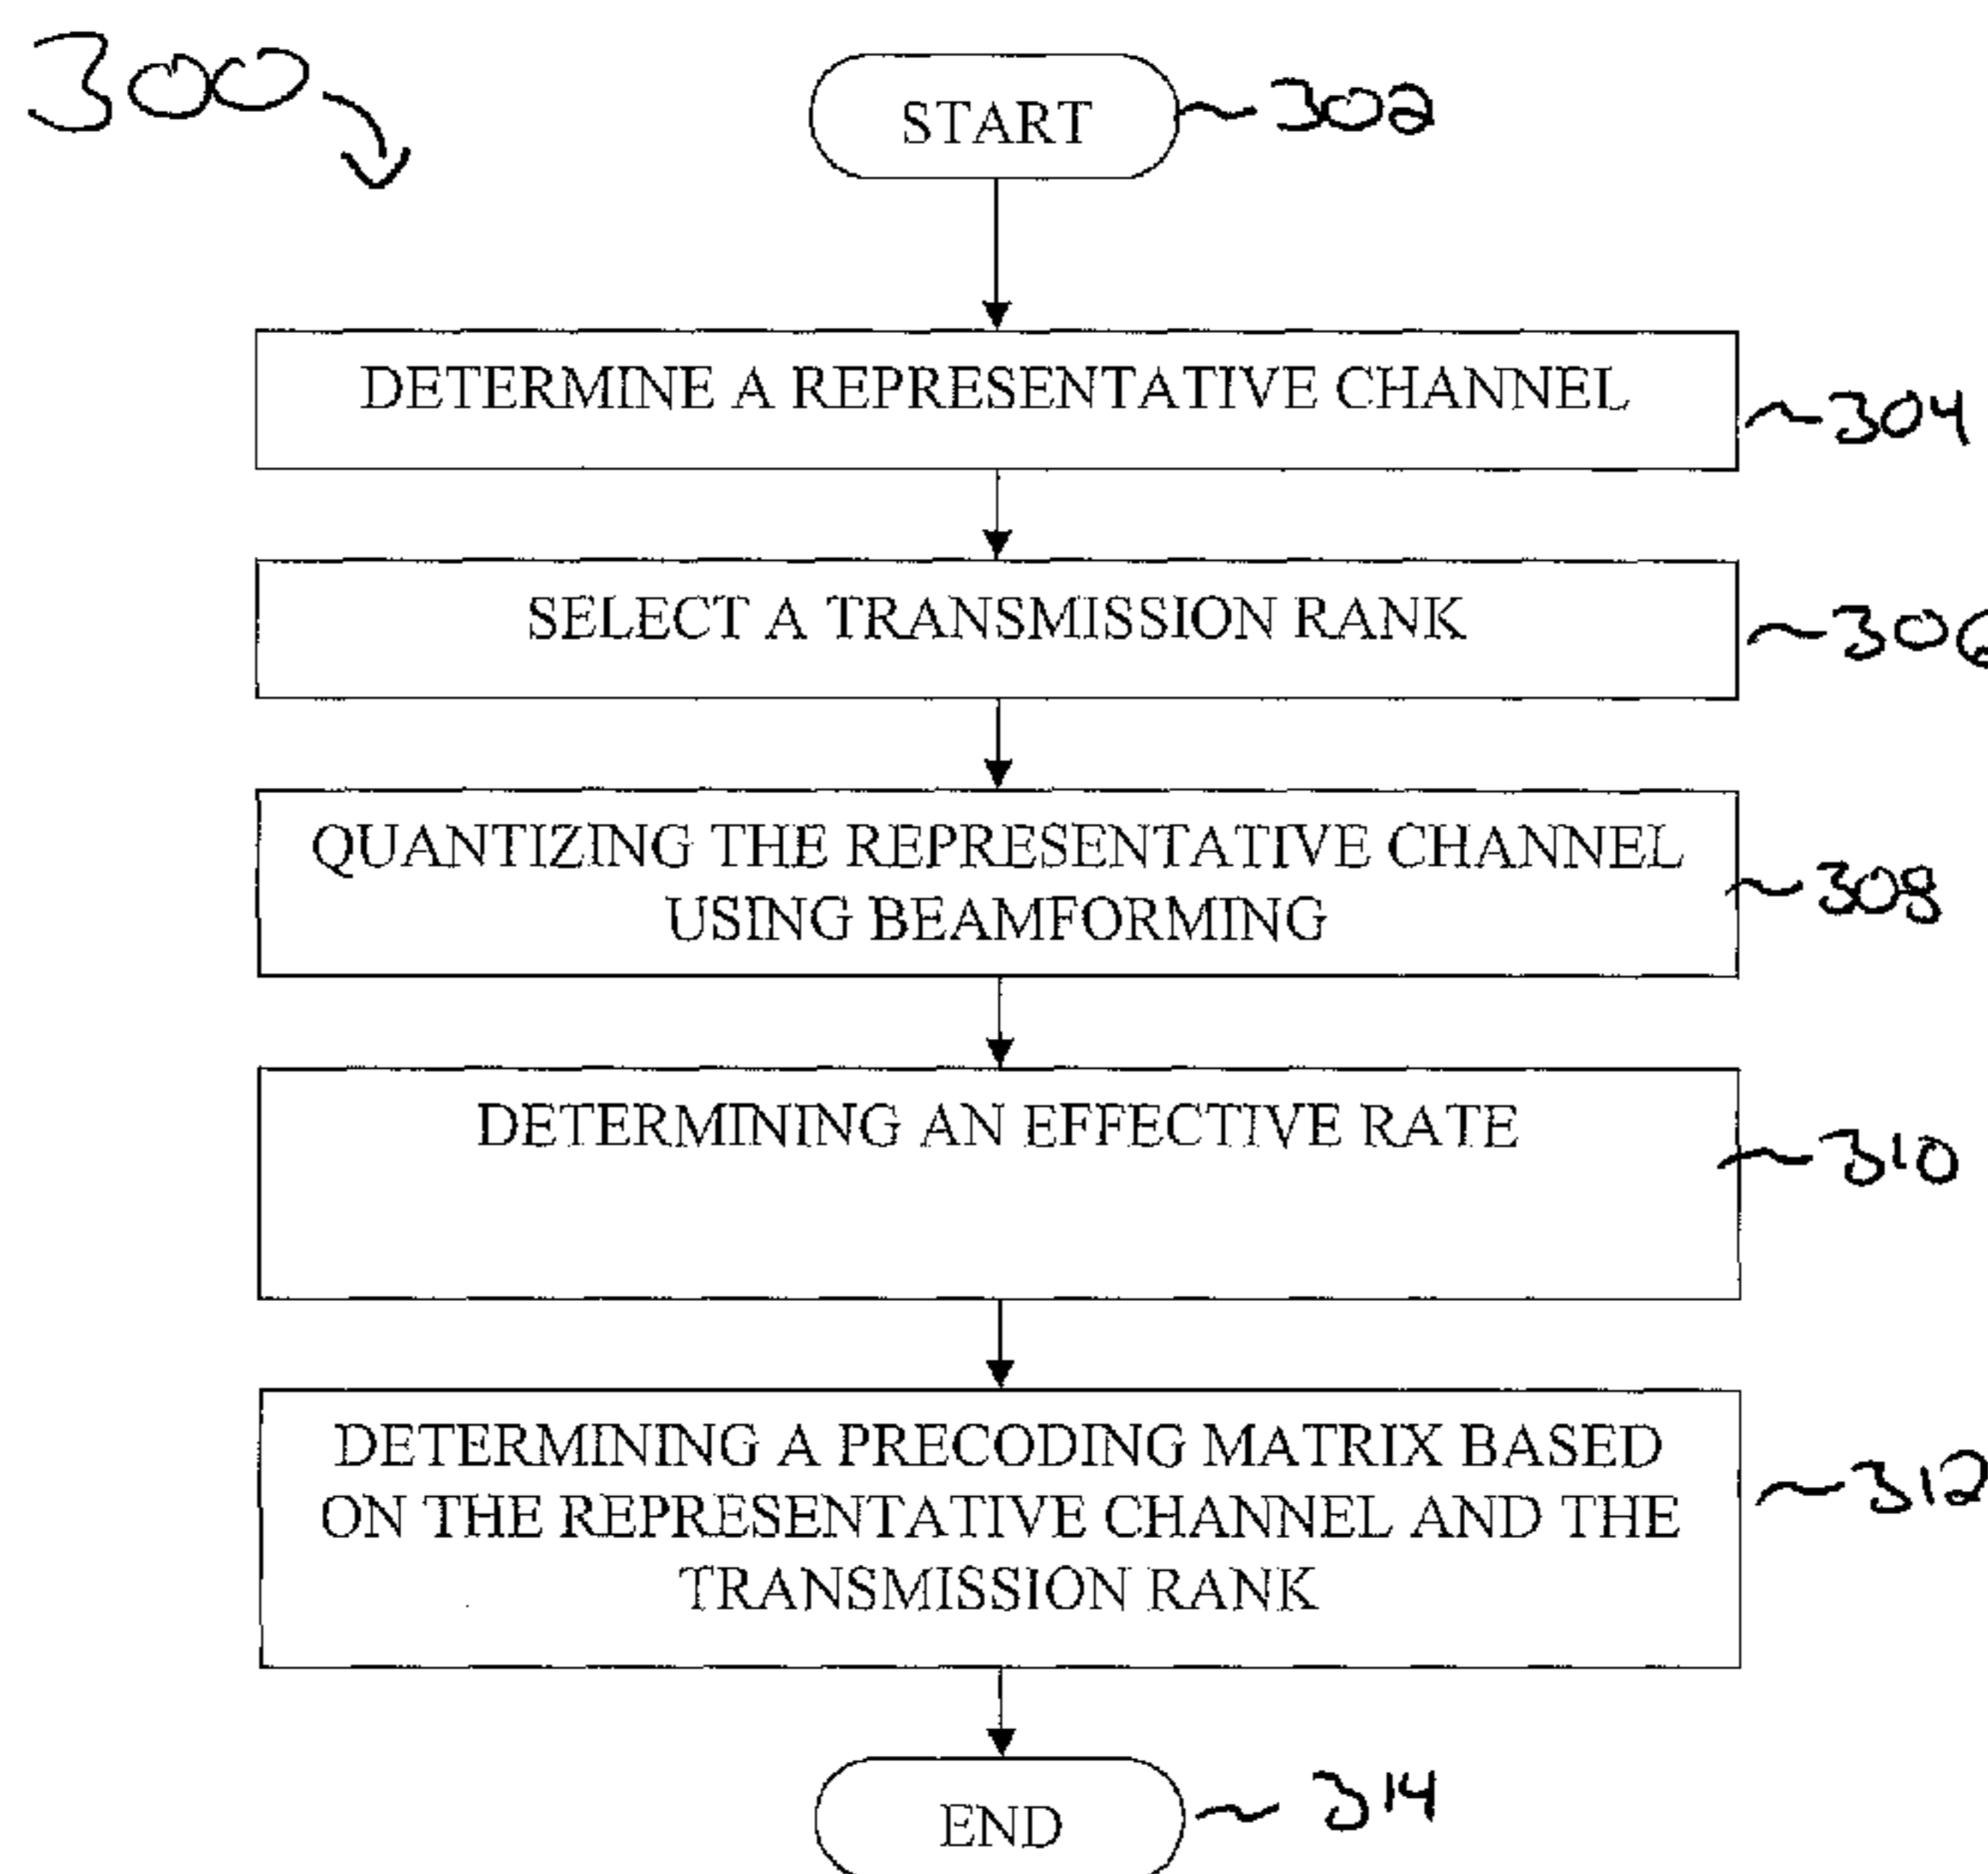 300
START 302
DETERMINE A REPRESENTATIVE CHANNEL 304
SELECT A TRANSMISSION RANK 306
QUANTIZING THE REPRESENTATIVE CHANNEL
USING BEAMFORMING
308
DETERMINING AN EFFECTIVE RATE
310
DETERMINING A PRECODING MATRIX BASED
ON THE REPRESENTATIVE CHANNEL AND THE
TRANSMISSION RANK
312
END 314